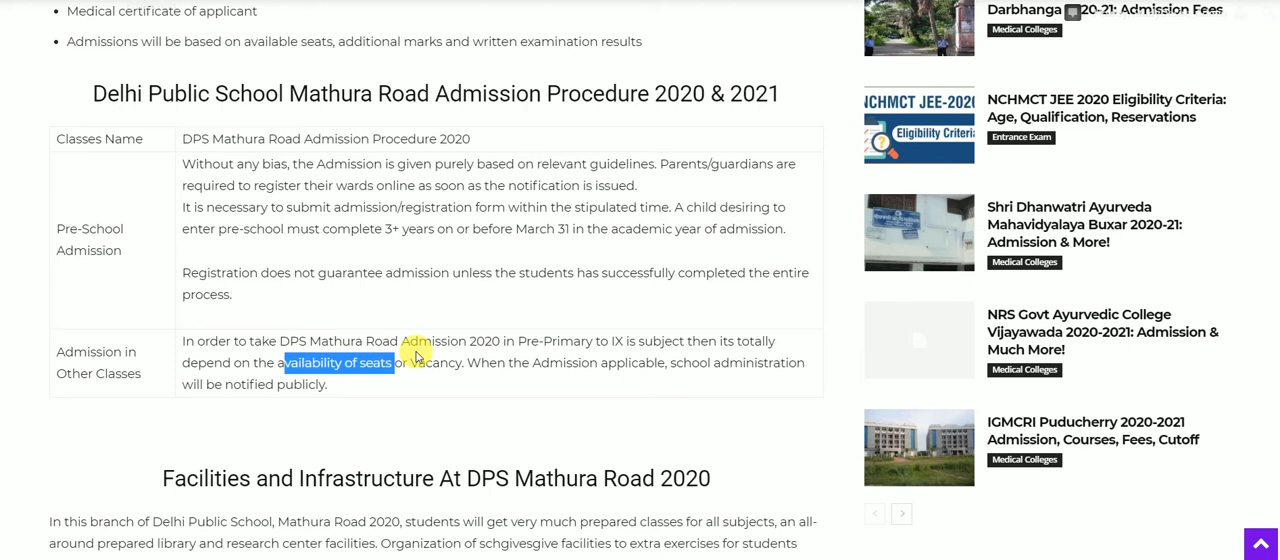 Medical certificate of applicant
Admissions will be based on available seats, additional marks and written examination results
Delhi Public School Mathura Road Admission Procedure 2020 & 2021
Classes Name
DPS Mathura Road Admission Procedure 2020
Pre-School
Admission
Without any bias, the Admission is given purely based on relevant guidelines. Parents/guardians are
required to register their wards online as soon as the notification is issued.
It is necessary to submit admission/registration form within the stipulated time. A child desiring to
enter pre-school must complete 3+ years on or before March 31 in the academic year of admission.
Registration does not guarantee admission unless the students has successfully completed the entire
process.
Admission in
Other Classes
In order to take DPS Mathura Road Admission 2020 in Pre-Primary to IX is subject then its totally
depend on the availability of seats or Vacancy. When the Admission applicable, school administration
will be notified publicly.
Facilities and Infrastructure At DPS Mathura Road 2020
In this branch of Delhi Public School, Mathura Road 2020, students will get very much prepared classes for all subjects, an all-
around prepared library and research center facilities. Organization of schgivesgive facilities to extra exercises for students
Darbhanga 2020-21: Admission Fees
Medical Colleges
NCHMCT JEE-2020
Eligibility Criteria
NCHMCT JEE 2020 Eligibility Criteria:
Age, Qualification, Reservations
Entrance Exam
Shri Dhanwatri Ayurveda
Mahavidyalaya Buxar 2020-21:
Admission & More!
Medical Colleges
NRS Govt Ayurvedic College
Vijayawada 2020-2021: Admission &
Much More!
Medical Colleges
IGMCRI Puducherry 2020-2021
Admission, Courses, Fees, Cutoff
Medical Colleges